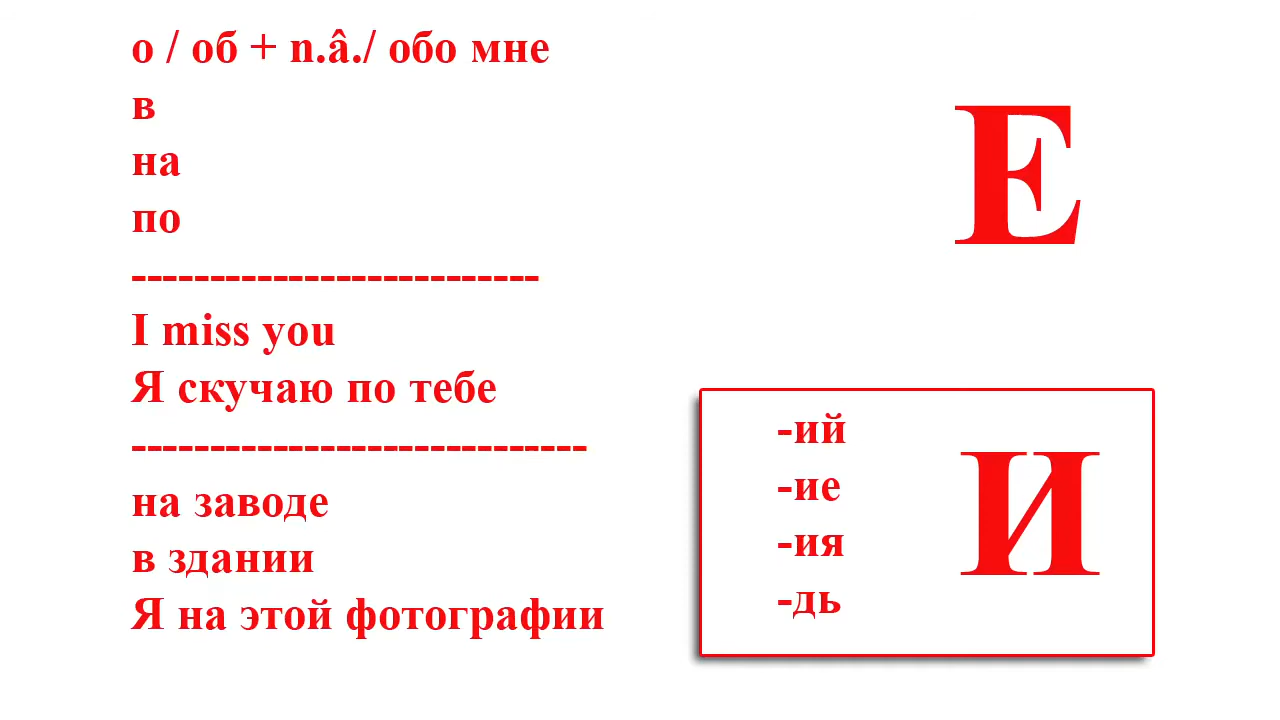 о / об + n.â./ обо мне
в
на
по
--------------------------
I miss you
Я скучаю по тебе
-----------------------------
на заводе
в здании
Я на этой фотографии
Е
-ий
-ие
-ия
-дь
И